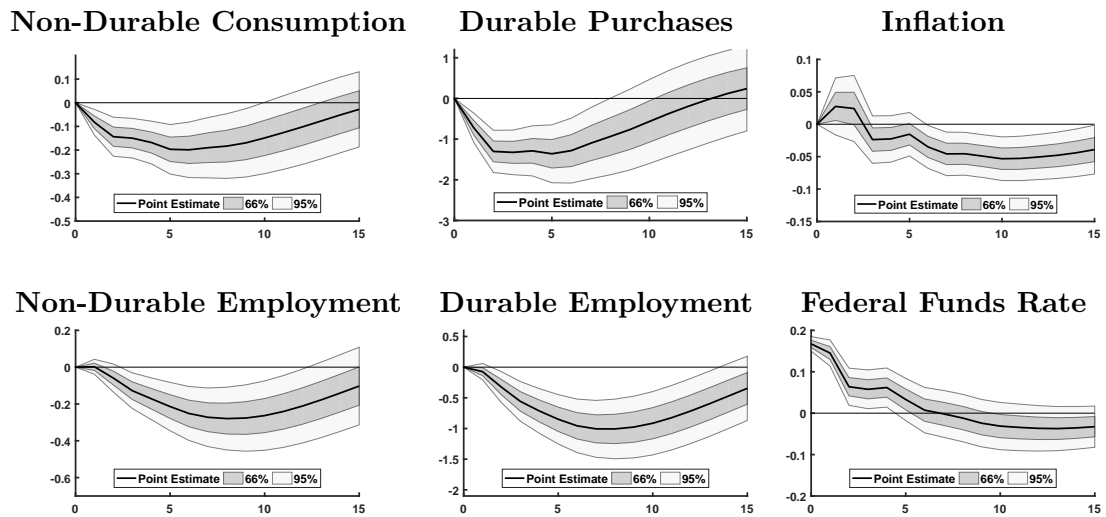 Non-Durable Consumption
Durable Purchases
Inflation
0.1
0
-0.1
-0.2
-0.3
-0.4
-0.5
Point Estimate 66% 95%
0 5 10 15
1
0
-1
-2
-3
Point Estimate 66% 95%
0 5 10 15
0.1
0.05
0
-0.05
-0.1
-0.15
Point Estimate 66% 95%
0 5 10 15
Non-Durable Employment
Durable Employment
Federal Funds Rate
0.2
0
-0.2
-0.4
-0.6
Point Estimate 66% 95%
0 5 10 15
0.5
0
-0.5
-1
-1.5
-2
Point Estimate 66% 95%
0 5 10 15
0.2
0.1
0
-0.1
-0.2
Point Estimate 66% 95%
0 5 10 15